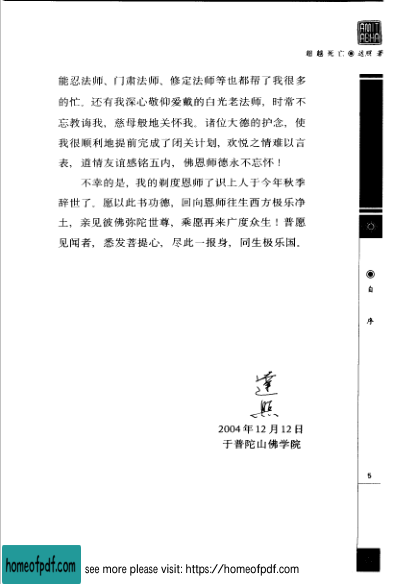 AMIT
ABHA
超越死亡◉达照 著
能忍法师、门肃法师、修定法师等也都帮了我很多
的忙。还有我深心敬仰爱戴的白光老法师，时常不
忘教诲我，慈母般地关怀我。诸位大德的护念，使
我很顺利地提前完成了闭关计划，欢悦之情难以言
表，道情友谊感铭五内，佛恩师德永不忘怀！
不幸的是，我的剃度恩师了识上人于今年秋季
辞世了。愿以此书功德，回向恩师往生西方极乐净
土，亲见彼佛弥陀世尊，乘愿再来广度众生！普愿
见闻者，悉发菩提心，尽此一报身，同生极乐国。
◉自序
達照
2004年12月12日
于普陀山佛学院
5
homeofpdf.com
see more please visit: https://homeofpdf.com